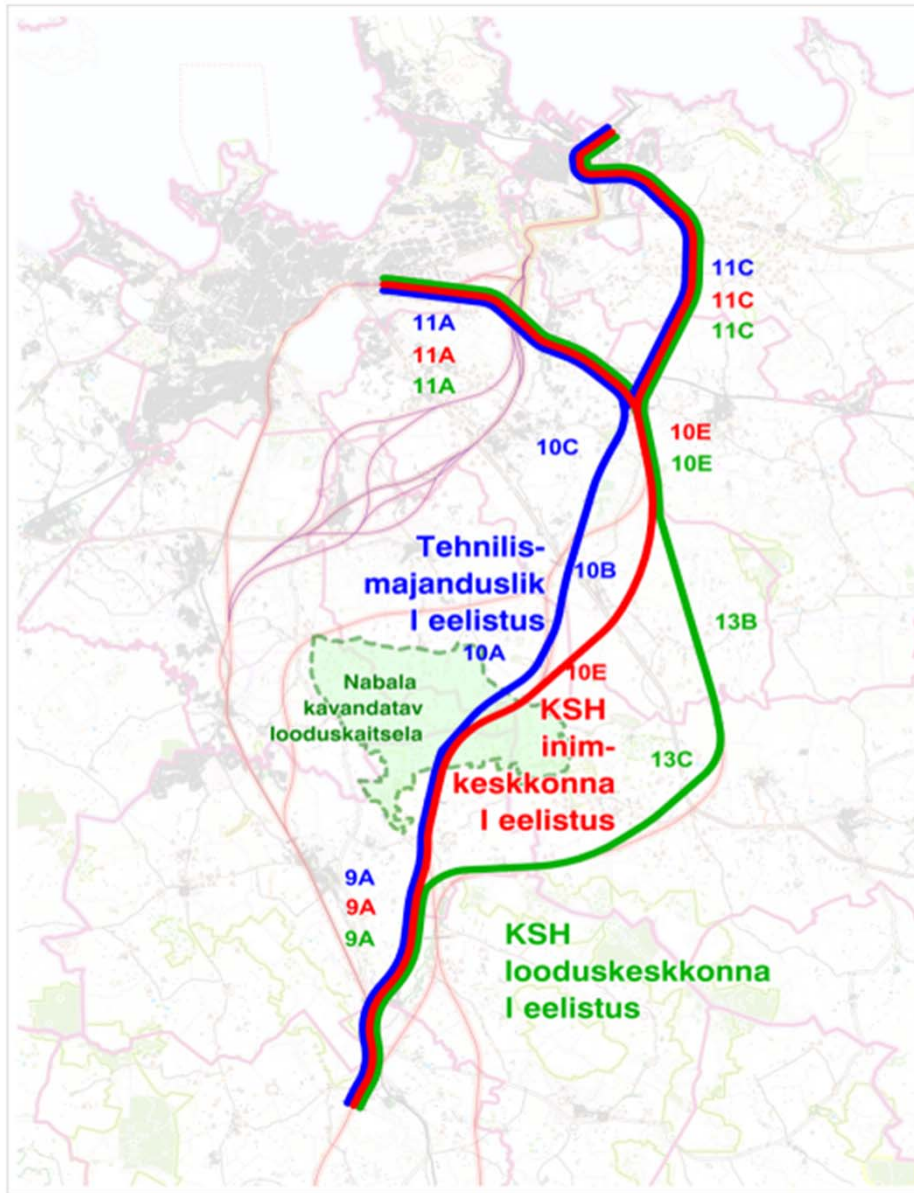 11C
11C
11C
11A
11A
11A
10E
10E
10C
Tehnilis-
majanduslik
I eelistus
10B
10A
13B
10E
Nabala
kavandatav
looduskaitsela
KSH
inim-
keskkonna
I eelistus
13C
9A
9A
9A
KSH
looduskeskkonna
I eelistus